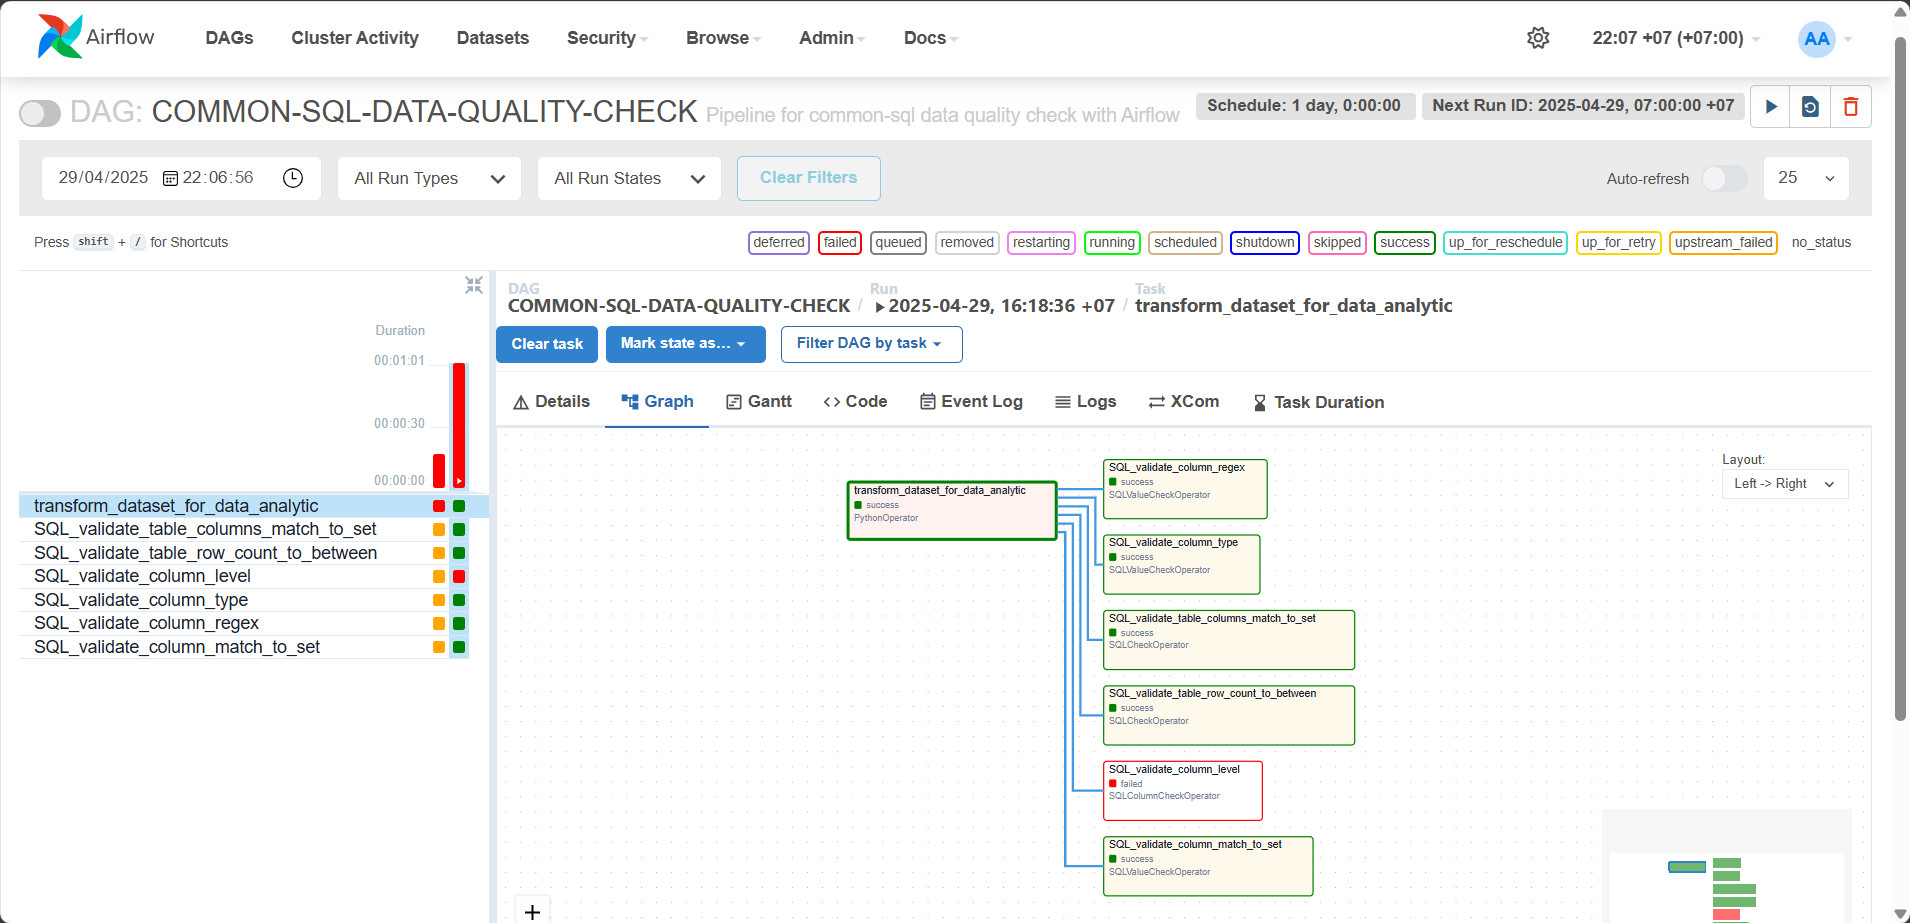 Airflow DAGs Cluster Activity Datasets Security Browse Admin Docs 22:07 +07 (+07:00) AA
DAG: COMMON-SQL-DATA-QUALITY-CHECK Pipeline for common-sql data quality check with Airflow Schedule: 1 day, 0:00:00 Next Run ID: 2025-04-29, 07:00:00 +07
29/04/2025 22:06:56 All Run Types All Run States Clear Filters Auto-refresh 25
Press shift + / for Shortcuts deferred failed queued removed restarting running scheduled shutdown skipped success up_for_reschedule up_for_retry upstream_failed no_status
Duration
00:01:01
00:00:30
00:00:00
transform_dataset_for_data_analytic
SQL_validate_table_columns_match_to_set
SQL_validate_table_row_count_to_between
SQL_validate_column_level
SQL_validate_column_type
SQL_validate_column_regex
SQL_validate_column_match_to_set
DAG Run Task
COMMON-SQL-DATA-QUALITY-CHECK / 2025-04-29, 16:18:36 +07 / transform_dataset_for_data_analytic
Clear task Mark state as... Filter DAG by task
Details Graph Gantt Code Event Log Logs XCom Task Duration
Layout:
Left -> Right
transform_dataset_for_data_analytic
success
PythonOperator
SQL_validate_column_regex
success
SQLValueCheckOperator
SQL_validate_column_type
success
SQLValueCheckOperator
SQL_validate_table_columns_match_to_set
success
SQLCheckOperator
SQL_validate_table_row_count_to_between
success
SQLCheckOperator
SQL_validate_column_level
failed
SQLColumnCheckOperator
SQL_validate_column_match_to_set
success
SQLValueCheckOperator
+